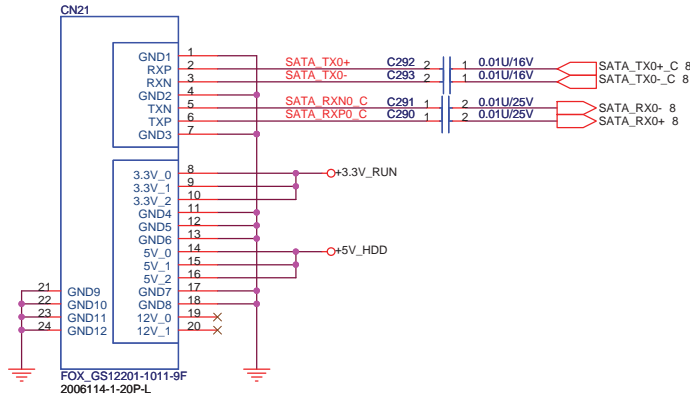 CN21
GND1 1
RXP 2 SATA_TX0+ C292 2 1 0.01U/16V SATA_TX0+_C 8
RXN 3 SATA_TX0- C293 2 1 0.01U/16V SATA_TX0-_C 8
GND2 4
TXN 5 SATA_RXN0_C C291 1 2 0.01U/25V SATA_RX0- 8
TXP 6 SATA_RXP0_C C290 1 2 0.01U/25V SATA_RX0+ 8
GND3 7
3.3V_0 8 +3.3V_RUN
3.3V_1 9
3.3V_2 10
GND4 11
GND5 12
GND6 13
5V_0 14 +5V_HDD
5V_1 15
5V_2 16
21 GND9 GND7 17
22 GND10 GND8 18
23 GND11 12V_0 19
24 GND12 12V_1 20
FOX_GS12201-1011-9F
2006114-1-20P-L